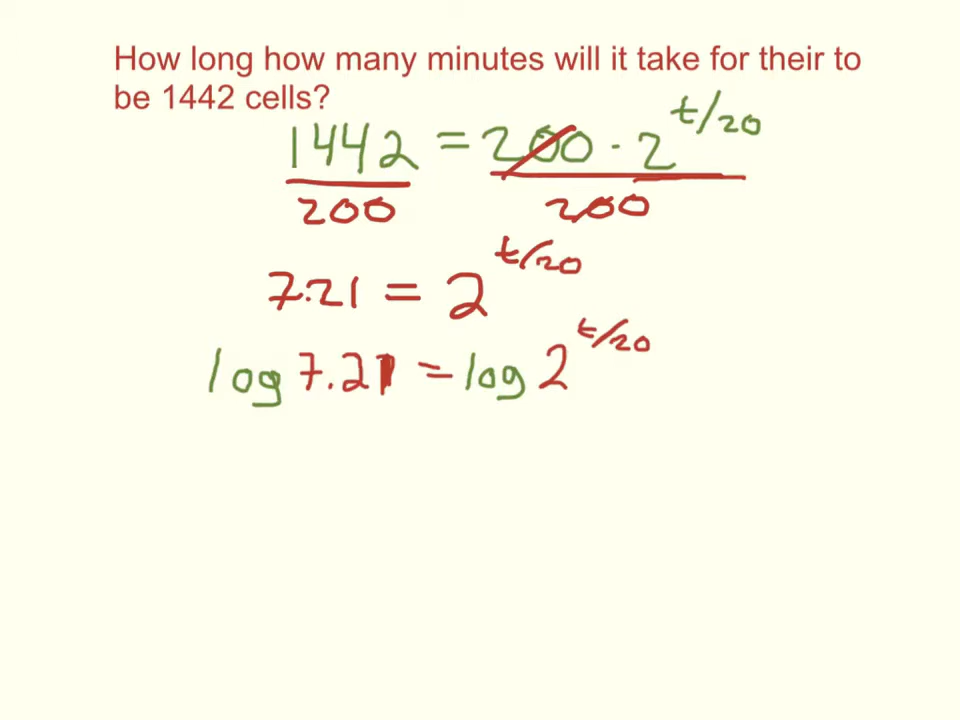 How long how many minutes will it take for their to
be 1442 cells?
1442 = 200 · 2^t/20
200 200
7.21 = 2^t/20
log 7.21 = log 2^t/20